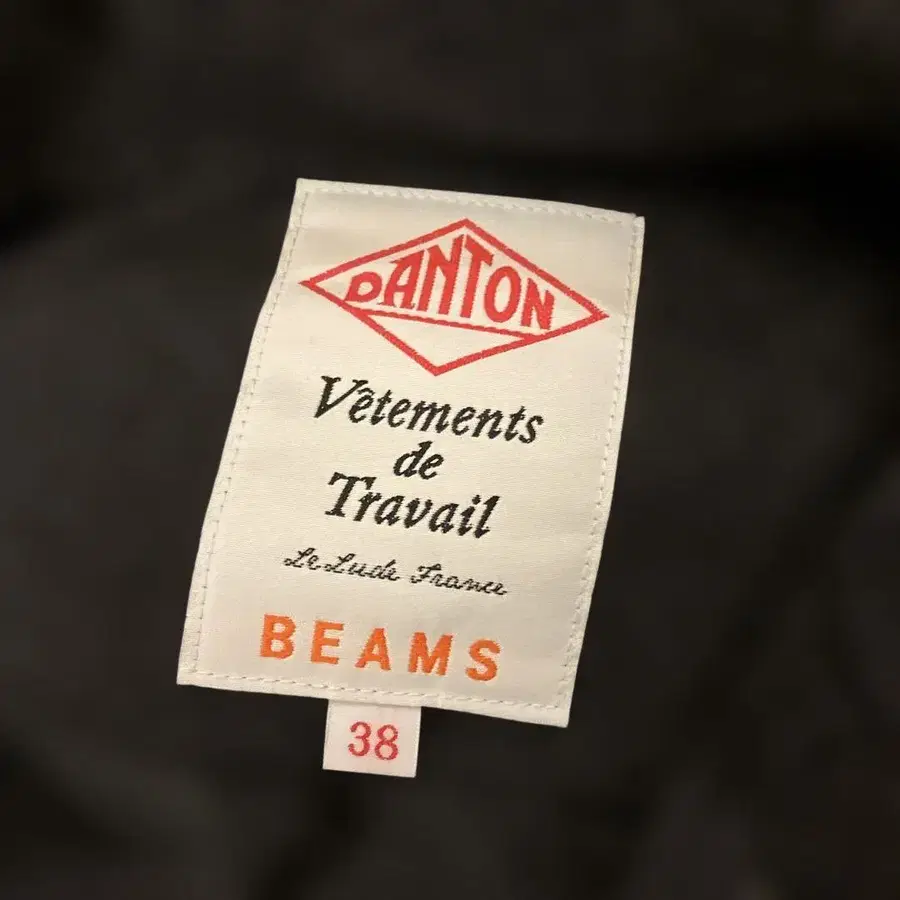 DANTON
Vêtements
de
Travail
Le Lude France
BEAMS
38